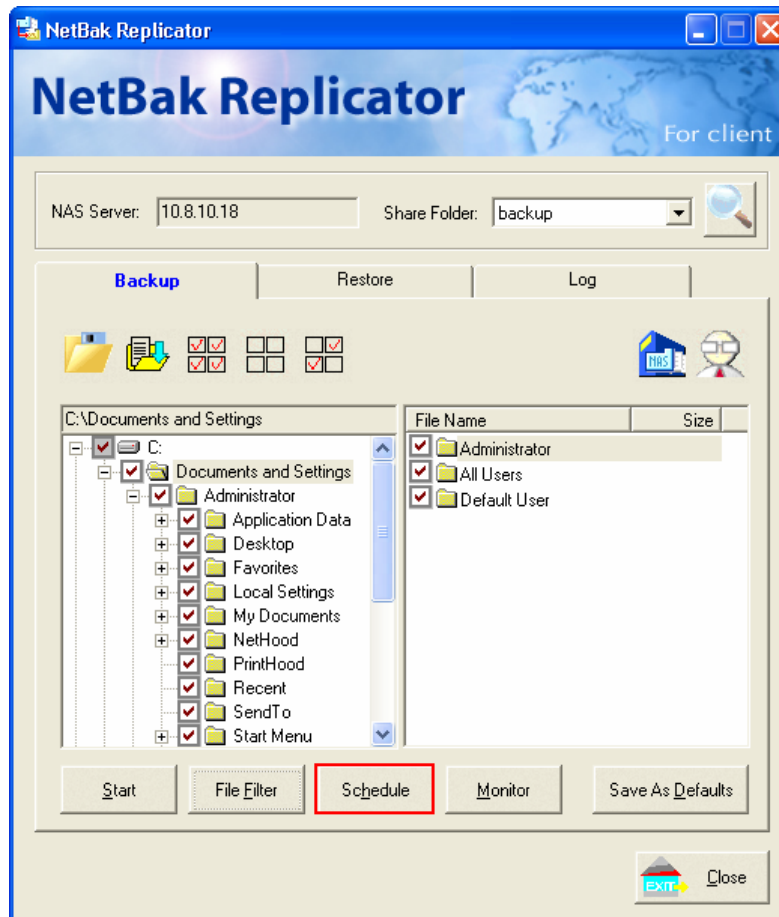 NetBak Replicator
NetBak Replicator
For client
NAS Server: 10.8.10.18 Share Folder: backup
Backup Restore Log
NAS
C:\Documents and Settings
C:
Documents and Settings
Administrator
Application Data
Desktop
Favorites
Local Settings
My Documents
NetHood
PrintHood
Recent
SendTo
Start Menu
File Name Size
Administrator
All Users
Default User
Start File Filter Schedule Monitor Save As Defaults
EXIT Close